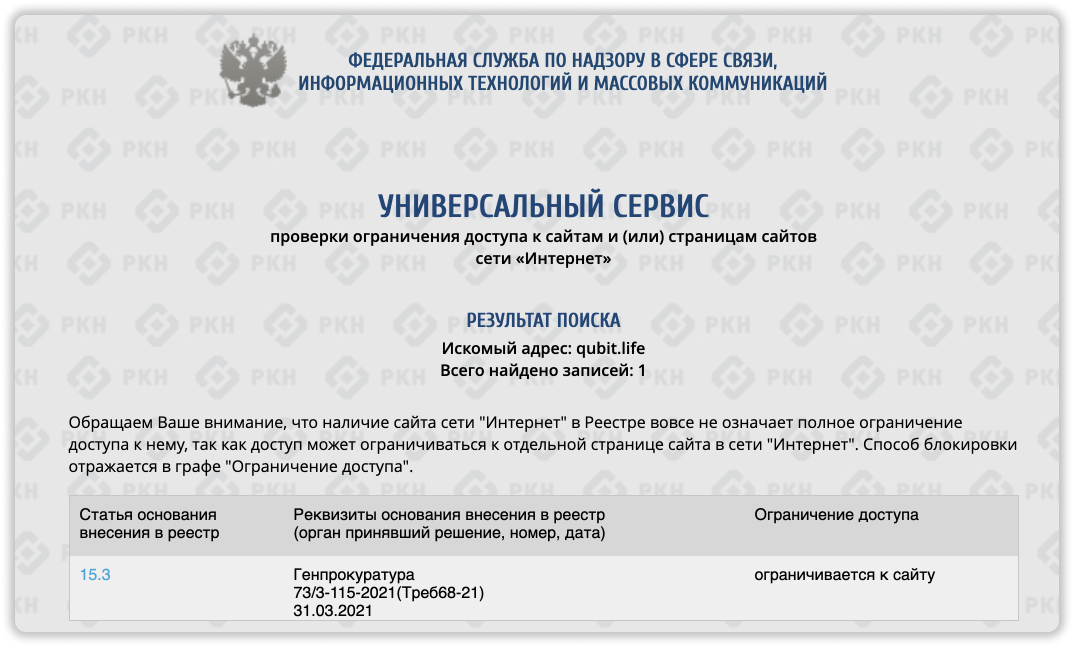 ФЕДЕРАЛЬНАЯ СЛУЖБА ПО НАДЗОРУ В СФЕРЕ СВЯЗИ,
ИНФОРМАЦИОННЫХ ТЕХНОЛОГИЙ И МАССОВЫХ КОММУНИКАЦИЙ
УНИВЕРСАЛЬНЫЙ СЕРВИС
проверки ограничения доступа к сайтам и (или) страницам сайтов
сети «Интернет»
РЕЗУЛЬТАТ ПОИСКА
Искомый адрес: qubit.life
Всего найдено записей: 1
Обращаем Ваше внимание, что наличие сайта сети "Интернет" в Реестре вовсе не означает полное ограничение
доступа к нему, так как доступ может ограничиваться к отдельной странице сайта в сети "Интернет". Способ блокировки
отражается в графе "Ограничение доступа".
Статья основания
внесения в реестр
Реквизиты основания внесения в реестр
(орган принявший решение, номер, дата)
Ограничение доступа
15.3
Генпрокуратура
73/3-115-2021(Треб68-21)
31.03.2021
ограничивается к сайту